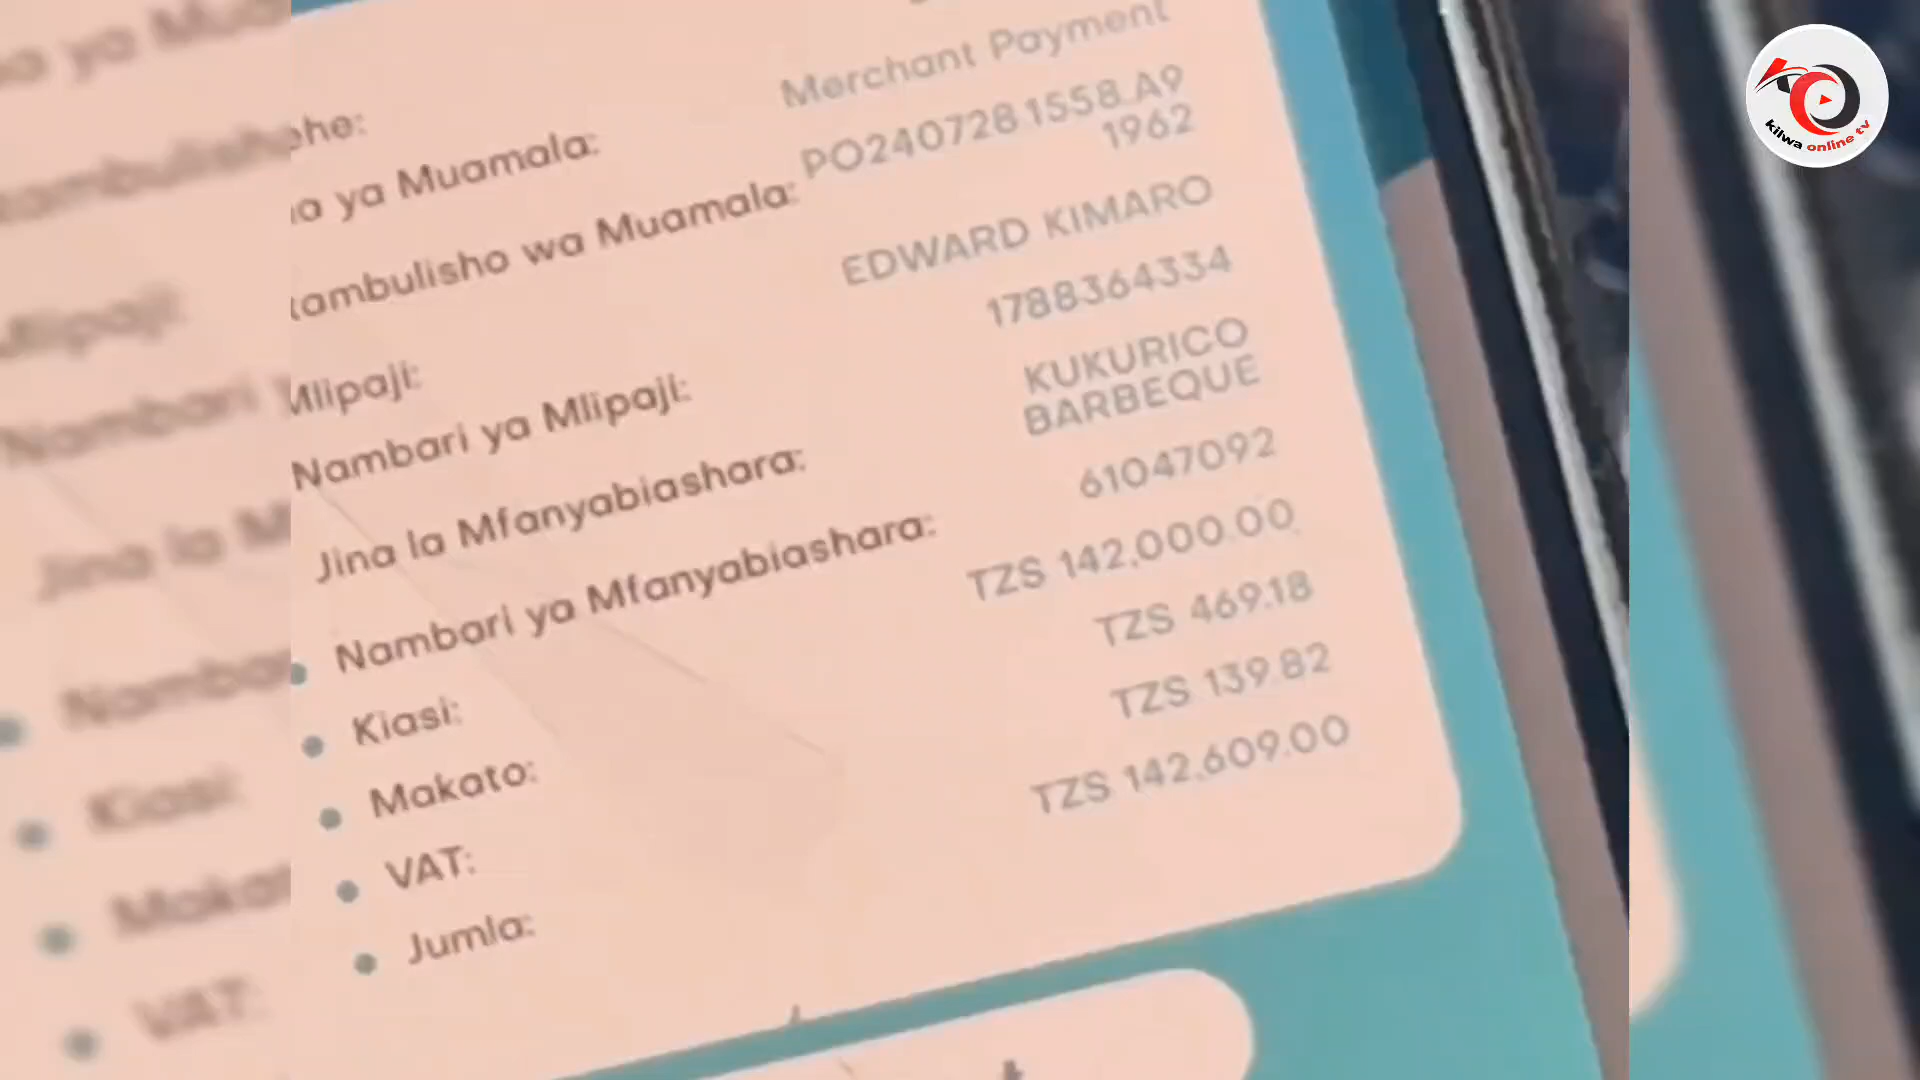 ehe:
Merchant Payment
ya Muamala:
PO240728.1558.A9
1962
tambulisho wa Muamala:
EDWARD KIMARO
Mlipaji:
1788364334
Nambari ya Mlipaji:
KUKURICO
BARBEQUE
Jina la Mfanyabiashara:
61047092
Nambari ya Mfanyabiashara:
TZS 142,000.00
Kiasi:
TZS 469.18
Makato:
TZS 139.82
VAT:
TZS 142,609.00
Jumla:
kilwa online tv